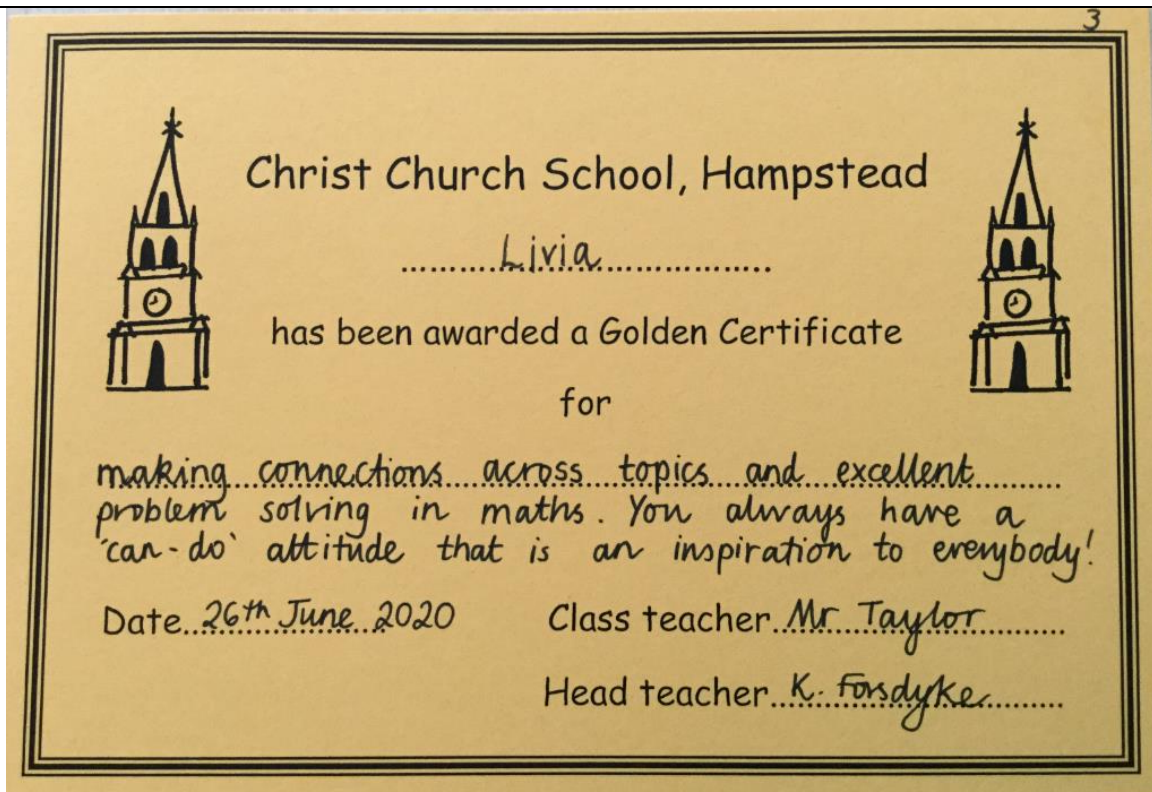 3
Christ Church School, Hampstead
Livia
has been awarded a Golden Certificate
for
making connections across topics and excellent
problem solving in maths. You always have a
'can-do' attitude that is an inspiration to everybody!
Date 26th June 2020 Class teacher Mr Taylor
Head teacher K. Forsdyke